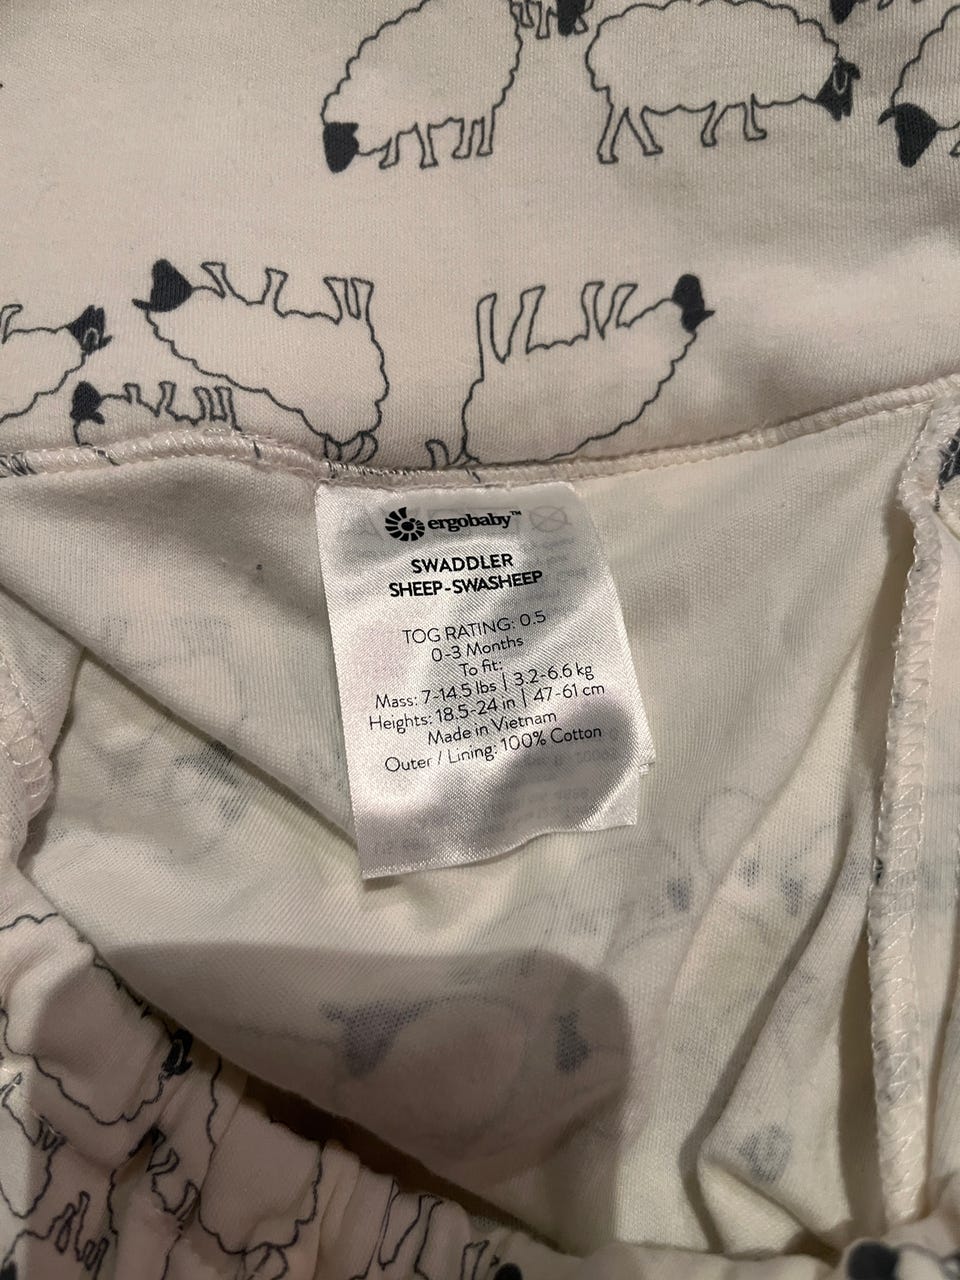 ergobaby™
SWADDLER
SHEEP-SWASHEEP
TOG RATING: 0.5
0-3 Months
To fit:
Mass: 7-14.5 lbs | 3.2-6.6 kg
Heights: 18.5-24 in | 47-61 cm
Made in Vietnam
Outer / Lining: 100% Cotton